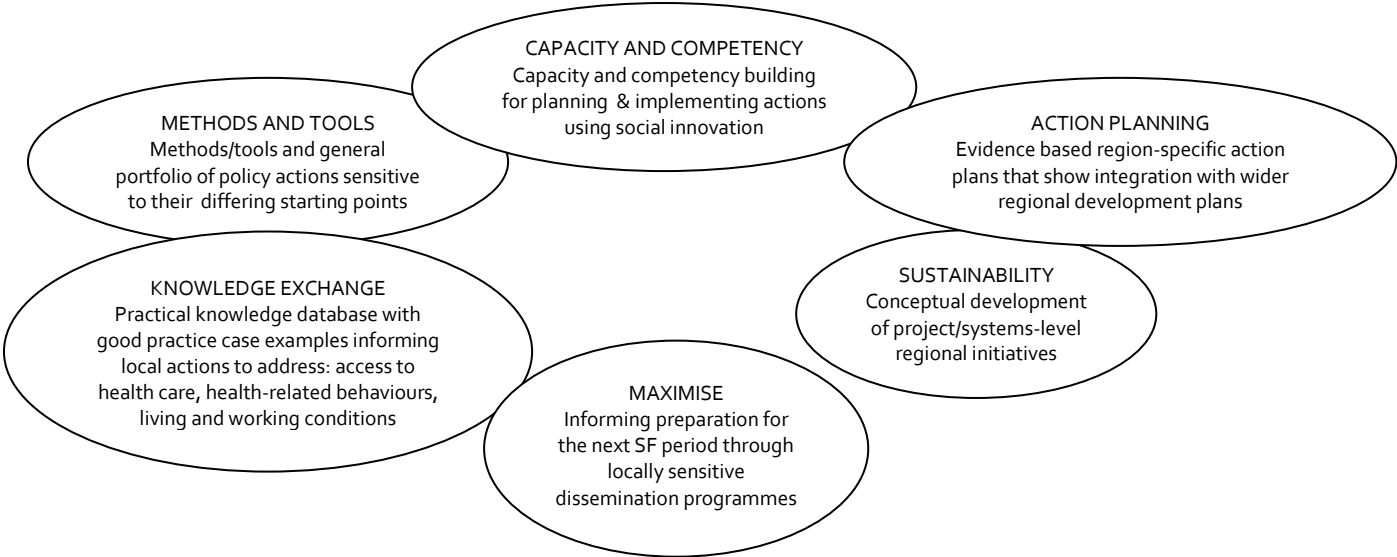 CAPACITY AND COMPETENCY
Capacity and competency building
for planning & implementing actions
using social innovation
METHODS AND TOOLS
Methods/tools and general
portfolio of policy actions sensitive
to their differing starting points
ACTION PLANNING
Evidence based region-specific action
plans that show integration with wider
regional development plans
KNOWLEDGE EXCHANGE
Practical knowledge database with
good practice case examples informing
local actions to address: access to
health care, health-related behaviours,
living and working conditions
SUSTAINABILITY
Conceptual development
of project/systems-level
regional initiatives
MAXIMISE
Informing preparation for
the next SF period through
locally sensitive
dissemination programmes